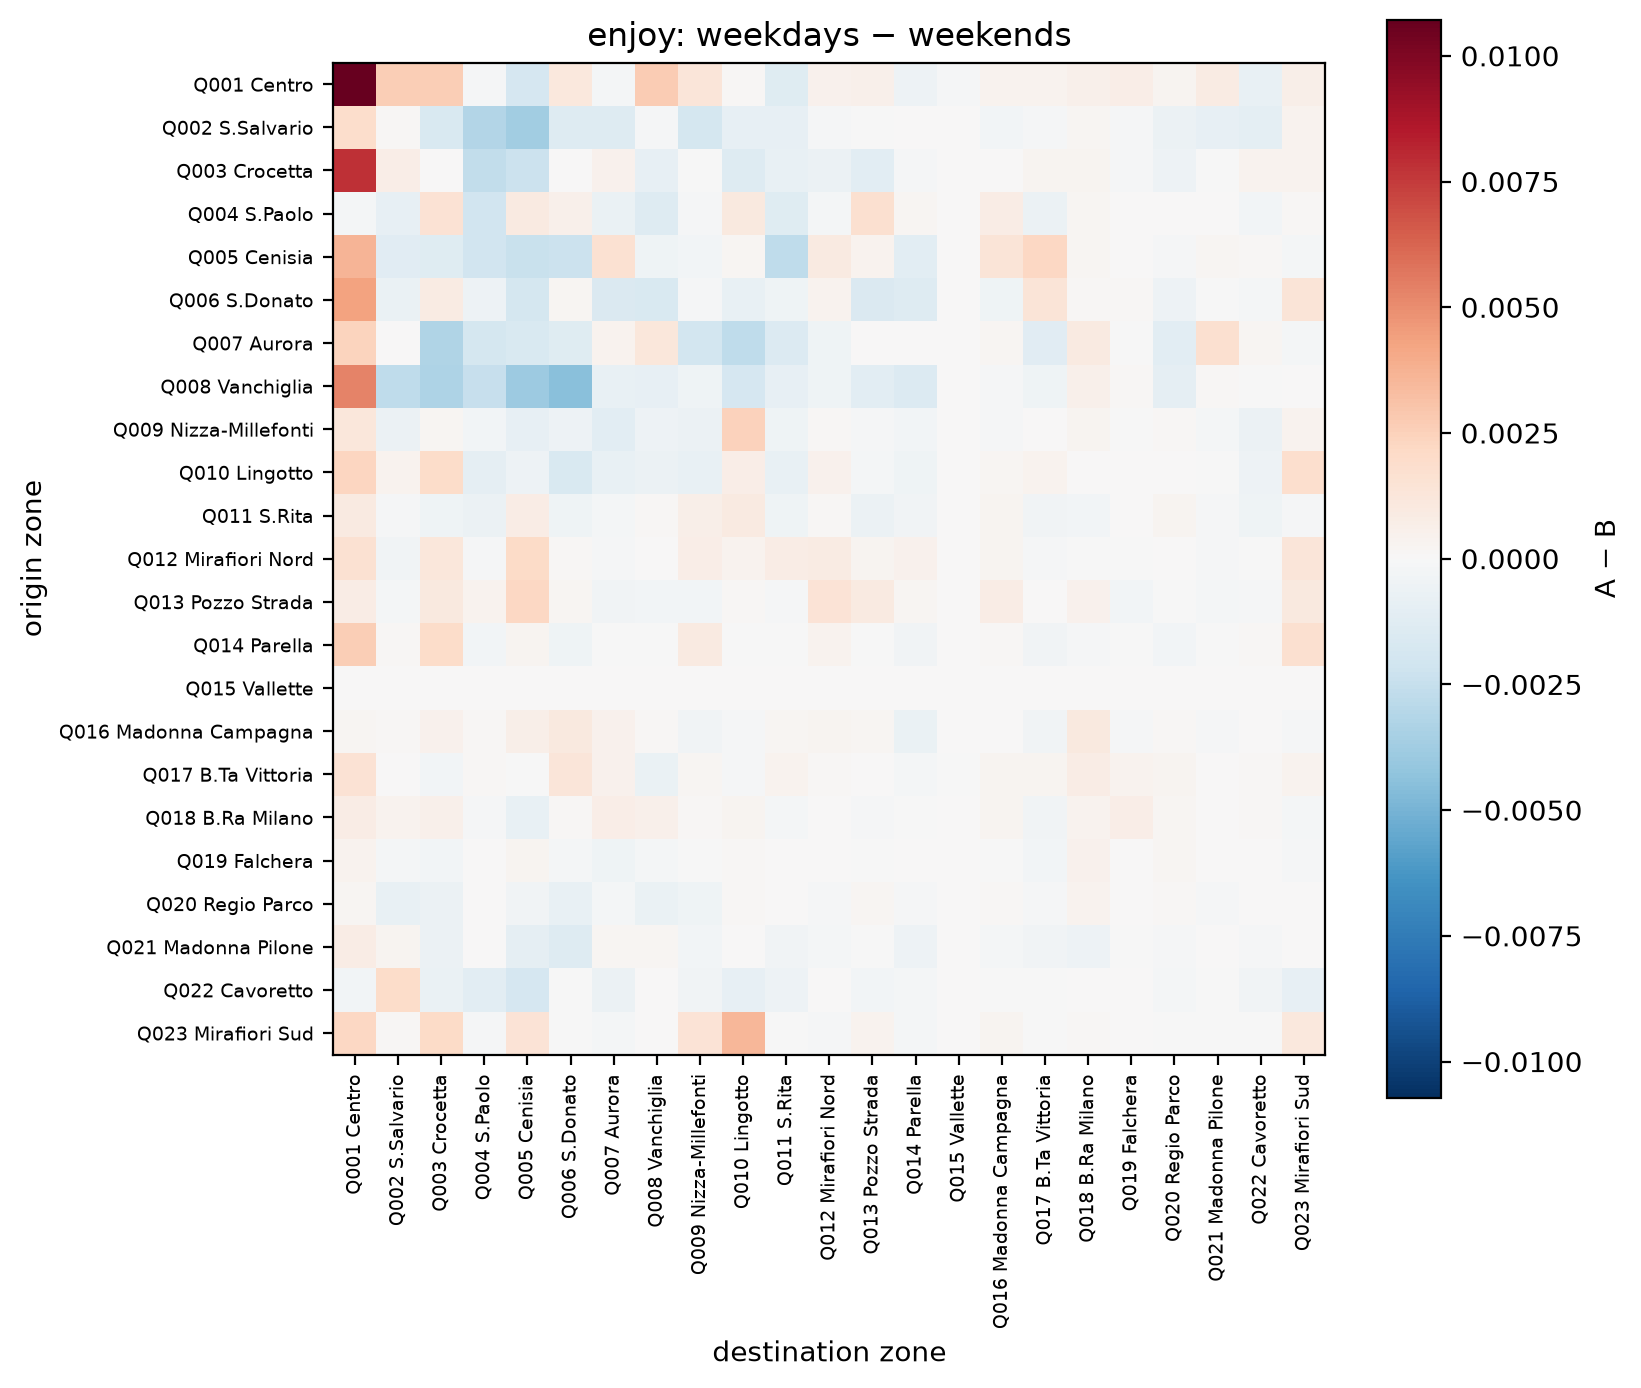 enjoy: weekdays − weekends
origin zone
Q001 Centro
Q002 S.Salvario
Q003 Crocetta
Q004 S.Paolo
Q005 Cenisia
Q006 S.Donato
Q007 Aurora
Q008 Vanchiglia
Q009 Nizza-Millefonti
Q010 Lingotto
Q011 S.Rita
Q012 Mirafiori Nord
Q013 Pozzo Strada
Q014 Parella
Q015 Vallette
Q016 Madonna Campagna
Q017 B.Ta Vittoria
Q018 B.Ra Milano
Q019 Falchera
Q020 Regio Parco
Q021 Madonna Pilone
Q022 Cavoretto
Q023 Mirafiori Sud
Q001 Centro
Q002 S.Salvario
Q003 Crocetta
Q004 S.Paolo
Q005 Cenisia
Q006 S.Donato
Q007 Aurora
Q008 Vanchiglia
Q009 Nizza-Millefonti
Q010 Lingotto
Q011 S.Rita
Q012 Mirafiori Nord
Q013 Pozzo Strada
Q014 Parella
Q015 Vallette
Q016 Madonna Campagna
Q017 B.Ta Vittoria
Q018 B.Ra Milano
Q019 Falchera
Q020 Regio Parco
Q021 Madonna Pilone
Q022 Cavoretto
Q023 Mirafiori Sud
destination zone
0.0100
0.0075
0.0050
0.0025
0.0000
−0.0025
−0.0050
−0.0075
−0.0100
A − B